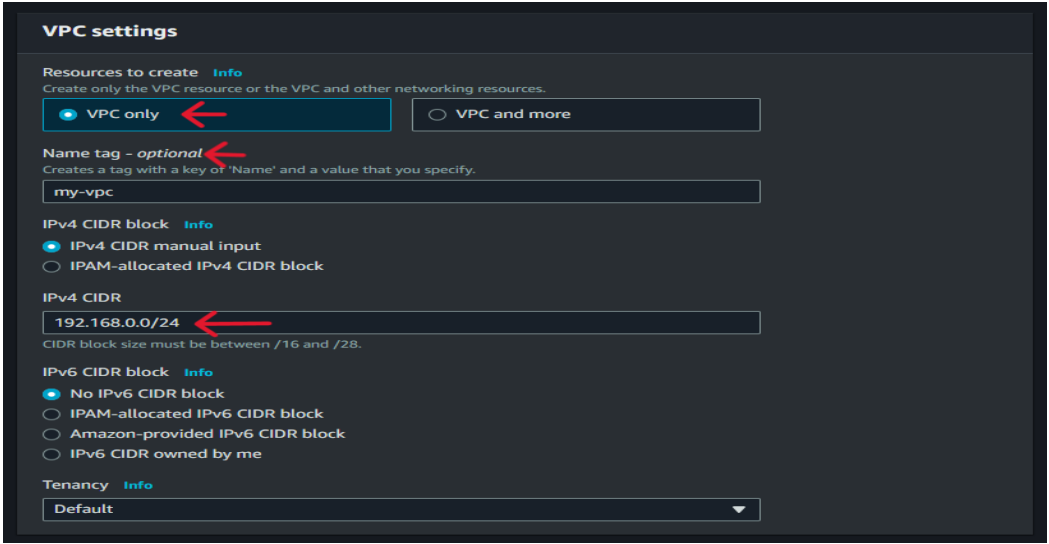 VPC settings
Resources to create Info
Create only the VPC resource or the VPC and other networking resources.
VPC only
VPC and more
Name tag - optional
Creates a tag with a key of 'Name' and a value that you specify.
my-vpc
IPv4 CIDR block Info
IPv4 CIDR manual input
IPAM-allocated IPv4 CIDR block
IPv4 CIDR
192.168.0.0/24
CIDR block size must be between /16 and /28.
IPv6 CIDR block Info
No IPv6 CIDR block
IPAM-allocated IPv6 CIDR block
Amazon-provided IPv6 CIDR block
IPv6 CIDR owned by me
Tenancy Info
Default